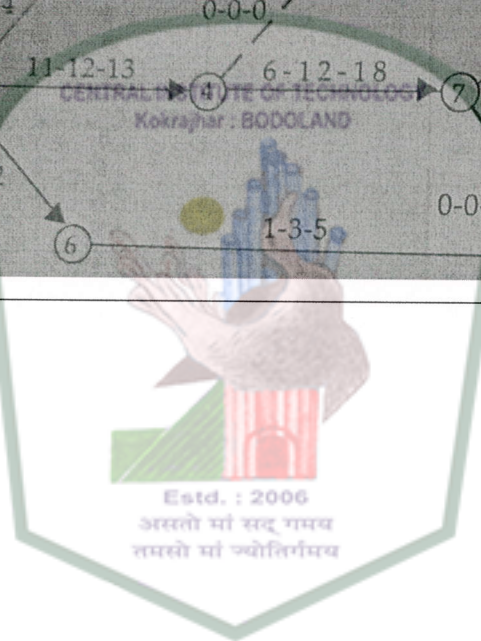 0-0-0
11-12-13
4
6-12-18
7
CENTRAL INSTITUTE OF TECHNOLOGY
Kokrajhar : BODOLAND
6
1-3-5
0-0
Estd. : 2006
असतो मां सद् गमय
तमसो मां ज्योतिर्गमय